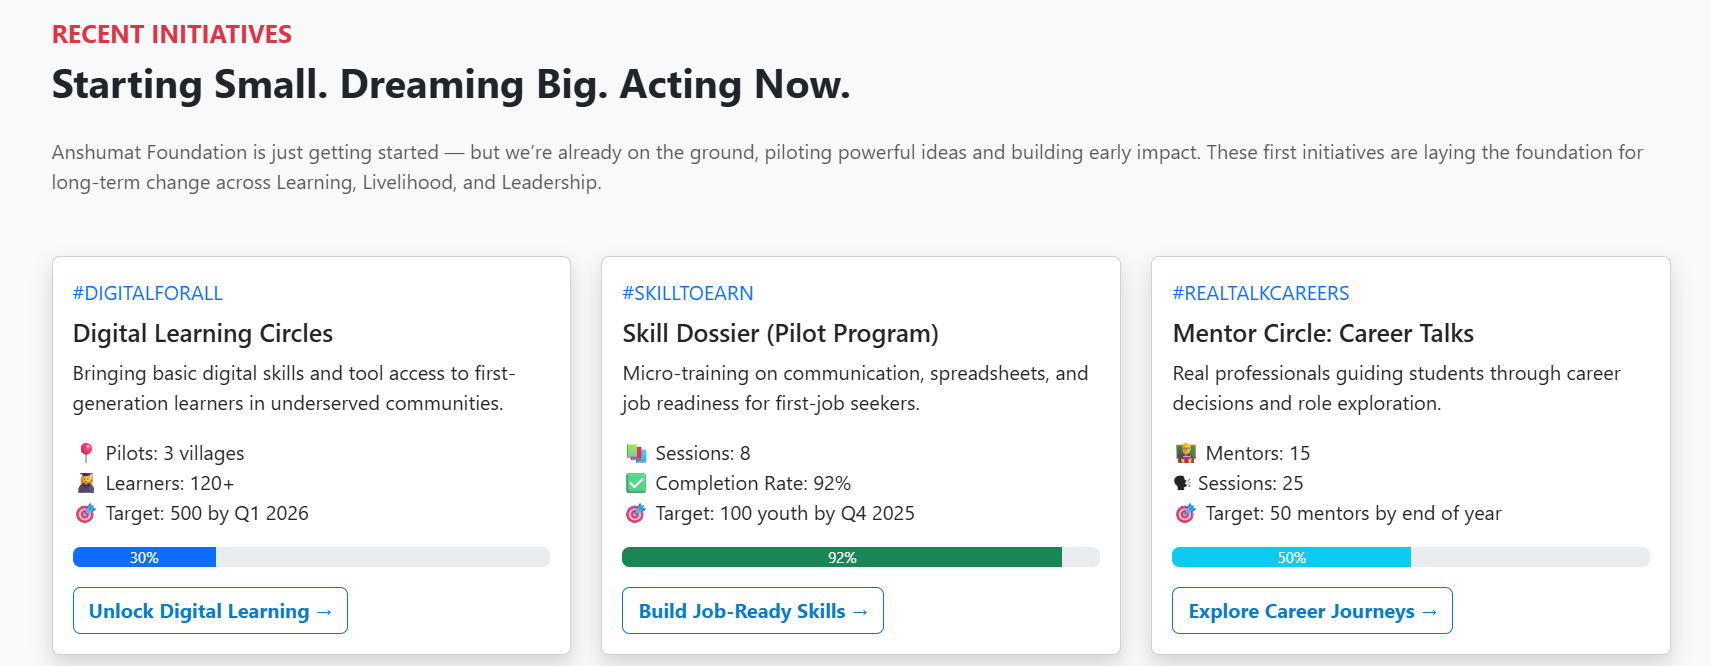 RECENT INITIATIVES
Starting Small. Dreaming Big. Acting Now.
Anshumat Foundation is just getting started — but we’re already on the ground, piloting powerful ideas and building early impact. These first initiatives are laying the foundation for
long-term change across Learning, Livelihood, and Leadership.
#DIGITALFORALL
Digital Learning Circles
Bringing basic digital skills and tool access to first-
generation learners in underserved communities.
📍 Pilots: 3 villages
👩‍🎓 Learners: 120+
🎯 Target: 500 by Q1 2026
30%
Unlock Digital Learning →
#SKILLTOEARN
Skill Dossier (Pilot Program)
Micro-training on communication, spreadsheets, and
job readiness for first-job seekers.
📚 Sessions: 8
✅ Completion Rate: 92%
🎯 Target: 100 youth by Q4 2025
92%
Build Job-Ready Skills →
#REALTALKCAREERS
Mentor Circle: Career Talks
Real professionals guiding students through career
decisions and role exploration.
👩‍🏫 Mentors: 15
🗣 Sessions: 25
🎯 Target: 50 mentors by end of year
50%
Explore Career Journeys →